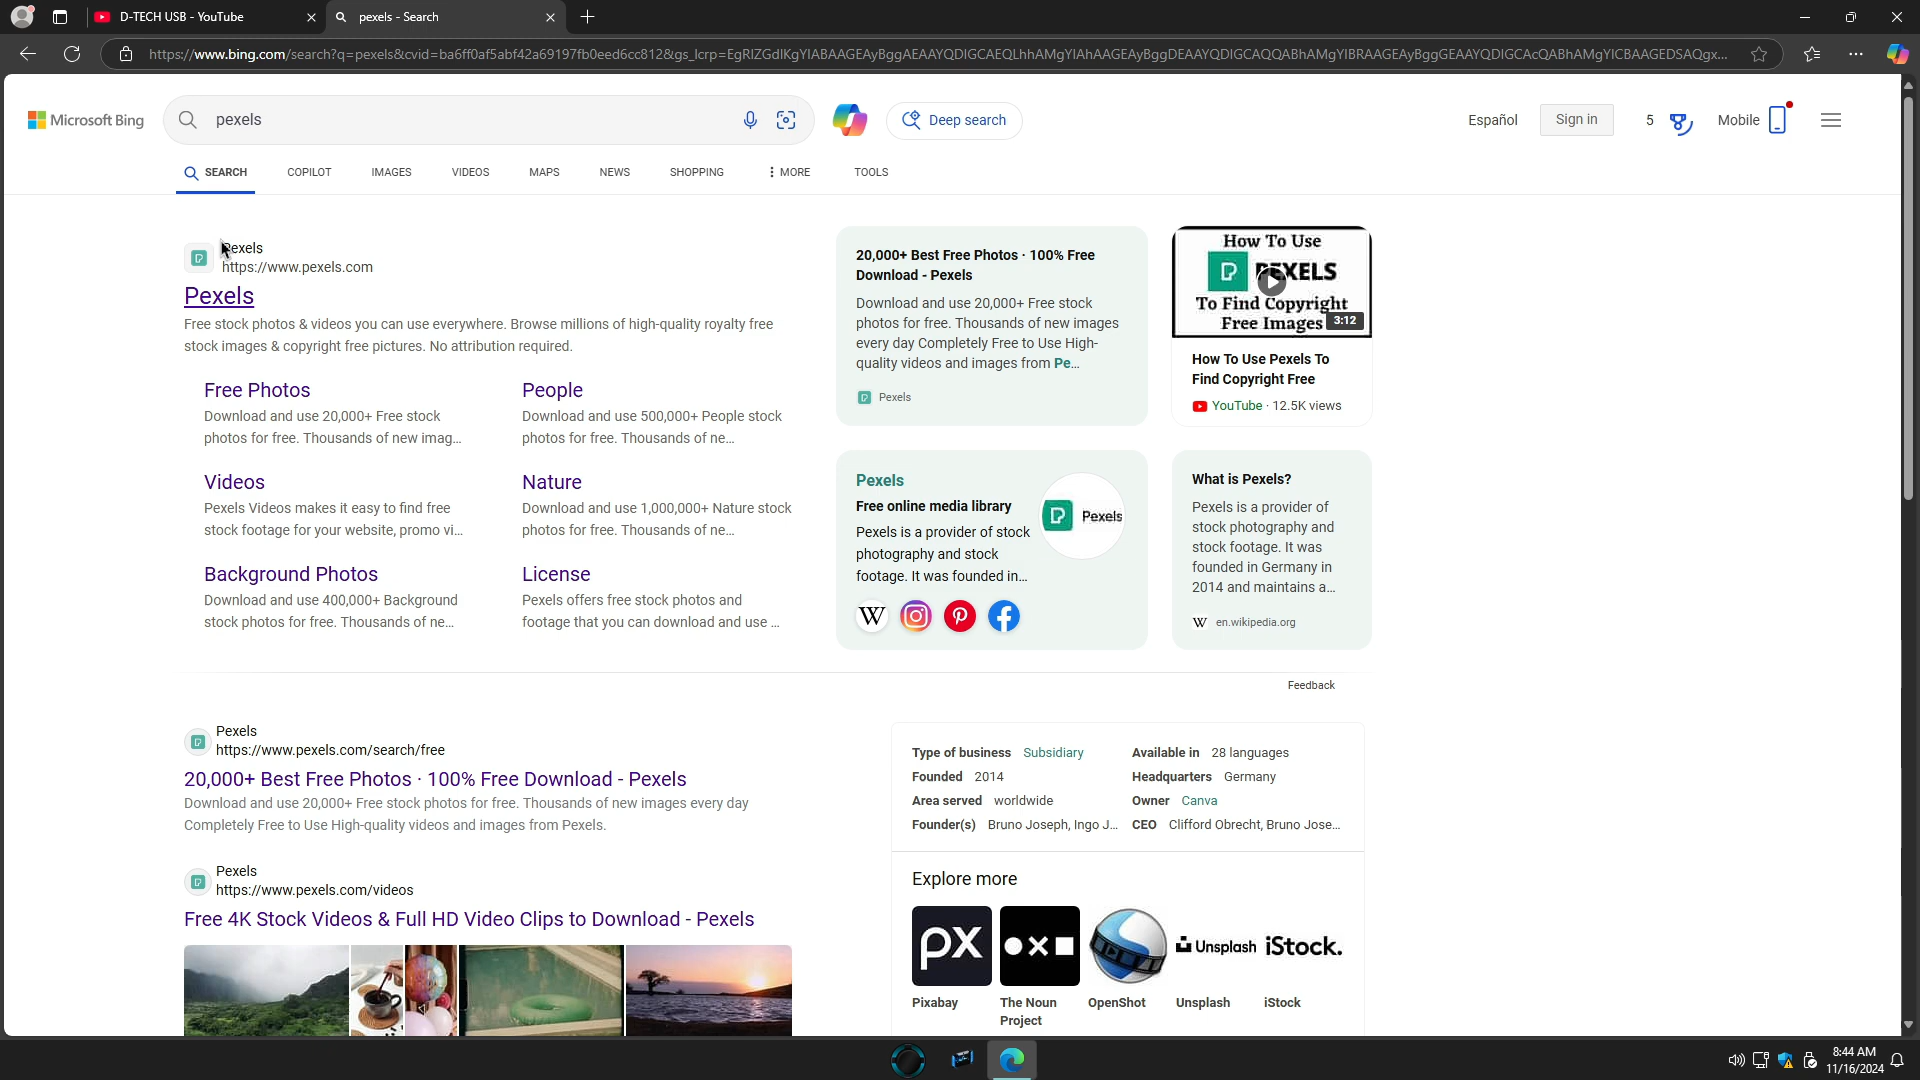 D-TECH USB - YouTube
pexels - Search
https://www.bing.com/search?q=pexels&cvid=ba6ff0af5abf42a69197fb0eed6cc812&gs_lcrp=EgRlZGdlKgYIABAAGEAyBggAEAAYQDIGCAEQLhhAMgYIAhAAGEAyBggDEAAYQDIGCAQQABhAMgYIBRAAGEAyBggGEAAYQDIGCAcQABhAMgYICBAAGEDSAQgx...
Microsoft Bing
pexels
Deep search
Español
Sign in
5
Mobile
SEARCH
COPILOT
IMAGES
VIDEOS
MAPS
NEWS
SHOPPING
MORE
TOOLS
Pexels
https://www.pexels.com
Pexels
Free stock photos & videos you can use everywhere. Browse millions of high-quality royalty free
stock images & copyright free pictures. No attribution required.
Free Photos
Download and use 20,000+ Free stock
photos for free. Thousands of new imag...
People
Download and use 500,000+ People stock
photos for free. Thousands of ne...
Videos
Pexels Videos makes it easy to find free
stock footage for your website, promo vi...
Nature
Download and use 1,000,000+ Nature stock
photos for free. Thousands of ne...
Background Photos
Download and use 400,000+ Background
stock photos for free. Thousands of ne...
License
Pexels offers free stock photos and
footage that you can download and use ...
20,000+ Best Free Photos · 100% Free
Download - Pexels
Download and use 20,000+ Free stock
photos for free. Thousands of new images
every day Completely Free to Use High-
quality videos and images from Pe...
Pexels
How To Use
PEXELS
To Find Copyright
Free Images
3:12
How To Use Pexels To
Find Copyright Free
YouTube · 12.5K views
Pexels
Free online media library
Pexels is a provider of stock
photography and stock
footage. It was founded in...
Pexels
W
What is Pexels?
Pexels is a provider of
stock photography and
stock footage. It was
founded in Germany in
2014 and maintains a...
W en.wikipedia.org
Feedback
Pexels
https://www.pexels.com/search/free
20,000+ Best Free Photos · 100% Free Download - Pexels
Download and use 20,000+ Free stock photos for free. Thousands of new images every day
Completely Free to Use High-quality videos and images from Pexels.
Pexels
https://www.pexels.com/videos
Free 4K Stock Videos & Full HD Video Clips to Download - Pexels
Type of business Subsidiary
Available in 28 languages
Founded 2014
Headquarters Germany
Area served worldwide
Owner Canva
Founder(s) Bruno Joseph, Ingo J...
CEO Clifford Obrecht, Bruno Jose...
Explore more
px
Unsplash
iStock.
Pixabay
The Noun
Project
OpenShot
Unsplash
iStock
8:44 AM
11/16/2024